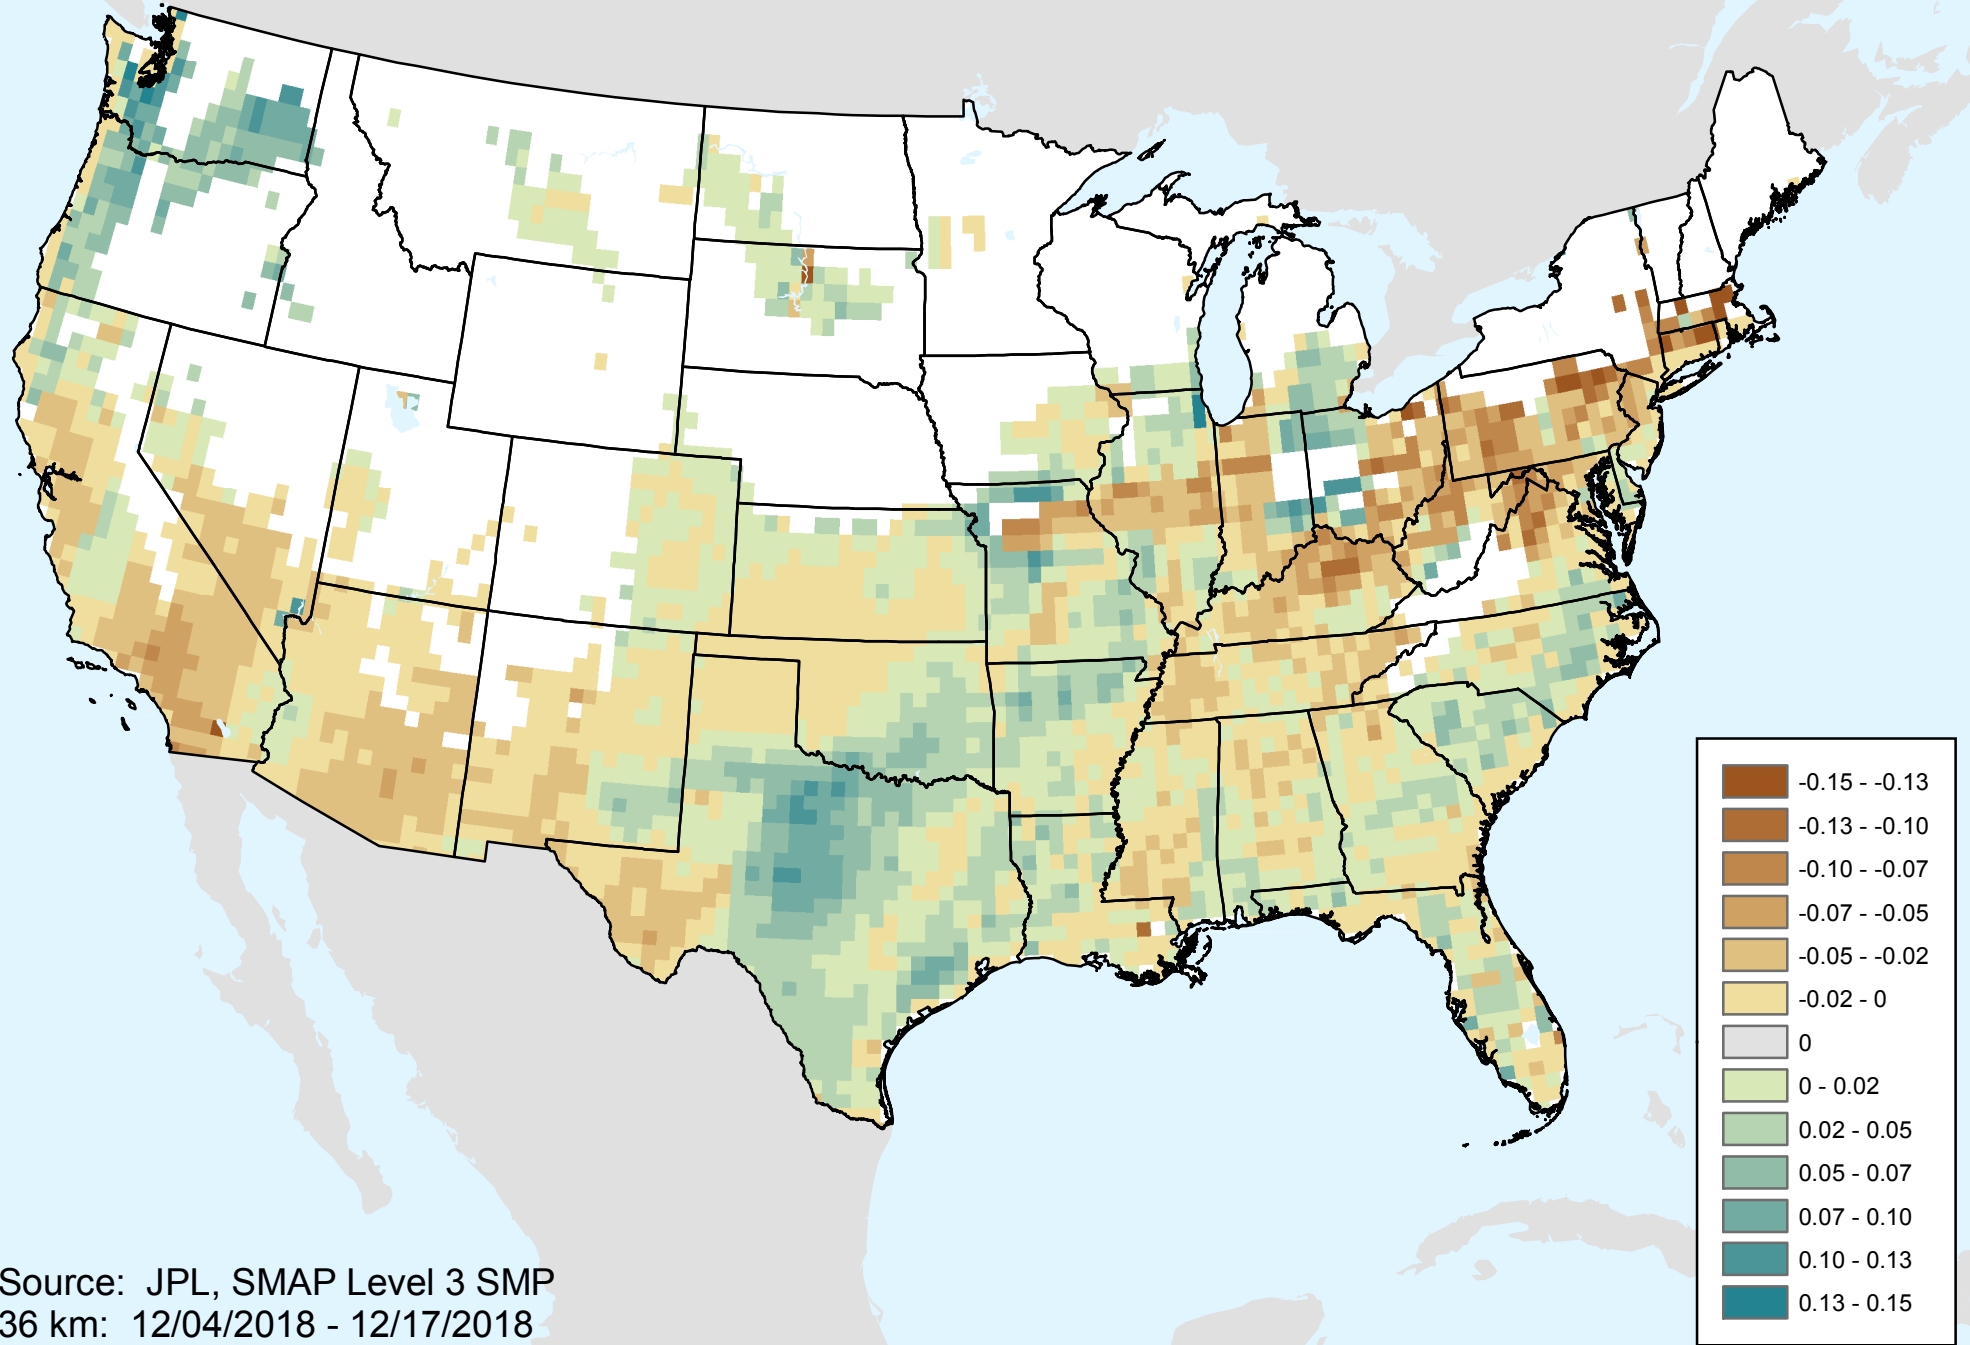 -0.15 - -0.13
-0.13 - -0.10
-0.10 - -0.07
-0.07 - -0.05
-0.05 - -0.02
-0.02 - 0
0
0 - 0.02
0.02 - 0.05
0.05 - 0.07
0.07 - 0.10
0.10 - 0.13
0.13 - 0.15
Source: JPL, SMAP Level 3 SMP
36 km: 12/04/2018 - 12/17/2018